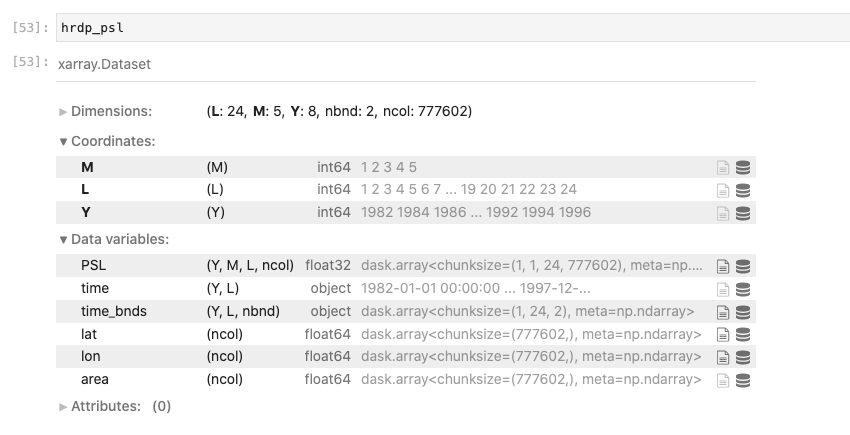 [53]: hrdp_psl
[53]: xarray.Dataset
► Dimensions: (L: 24, M: 5, Y: 8, nbnd: 2, ncol: 777602)
▼ Coordinates:
M (M) int64 1 2 3 4 5
L (L) int64 1 2 3 4 5 6 7 ... 19 20 21 22 23 24
Y (Y) int64 1982 1984 1986 ... 1992 1994 1996
▼ Data variables:
PSL (Y, M, L, ncol) float32 dask.array<chunksize=(1, 1, 24, 777602), meta=np....
time (Y, L) object 1982-01-01 00:00:00 ... 1997-12-...
time_bnds (Y, L, nbnd) object dask.array<chunksize=(1, 24, 2), meta=np.ndarray>
lat (ncol) float64 dask.array<chunksize=(777602,), meta=np.ndarray>
lon (ncol) float64 dask.array<chunksize=(777602,), meta=np.ndarray>
area (ncol) float64 dask.array<chunksize=(777602,), meta=np.ndarray>
► Attributes: (0)